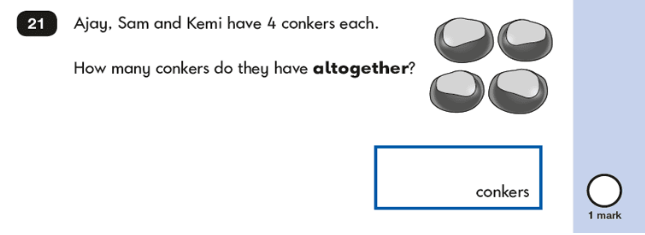 21 Ajay, Sam and Kemi have 4 conkers each.
How many conkers do they have altogether?
conkers
1 mark